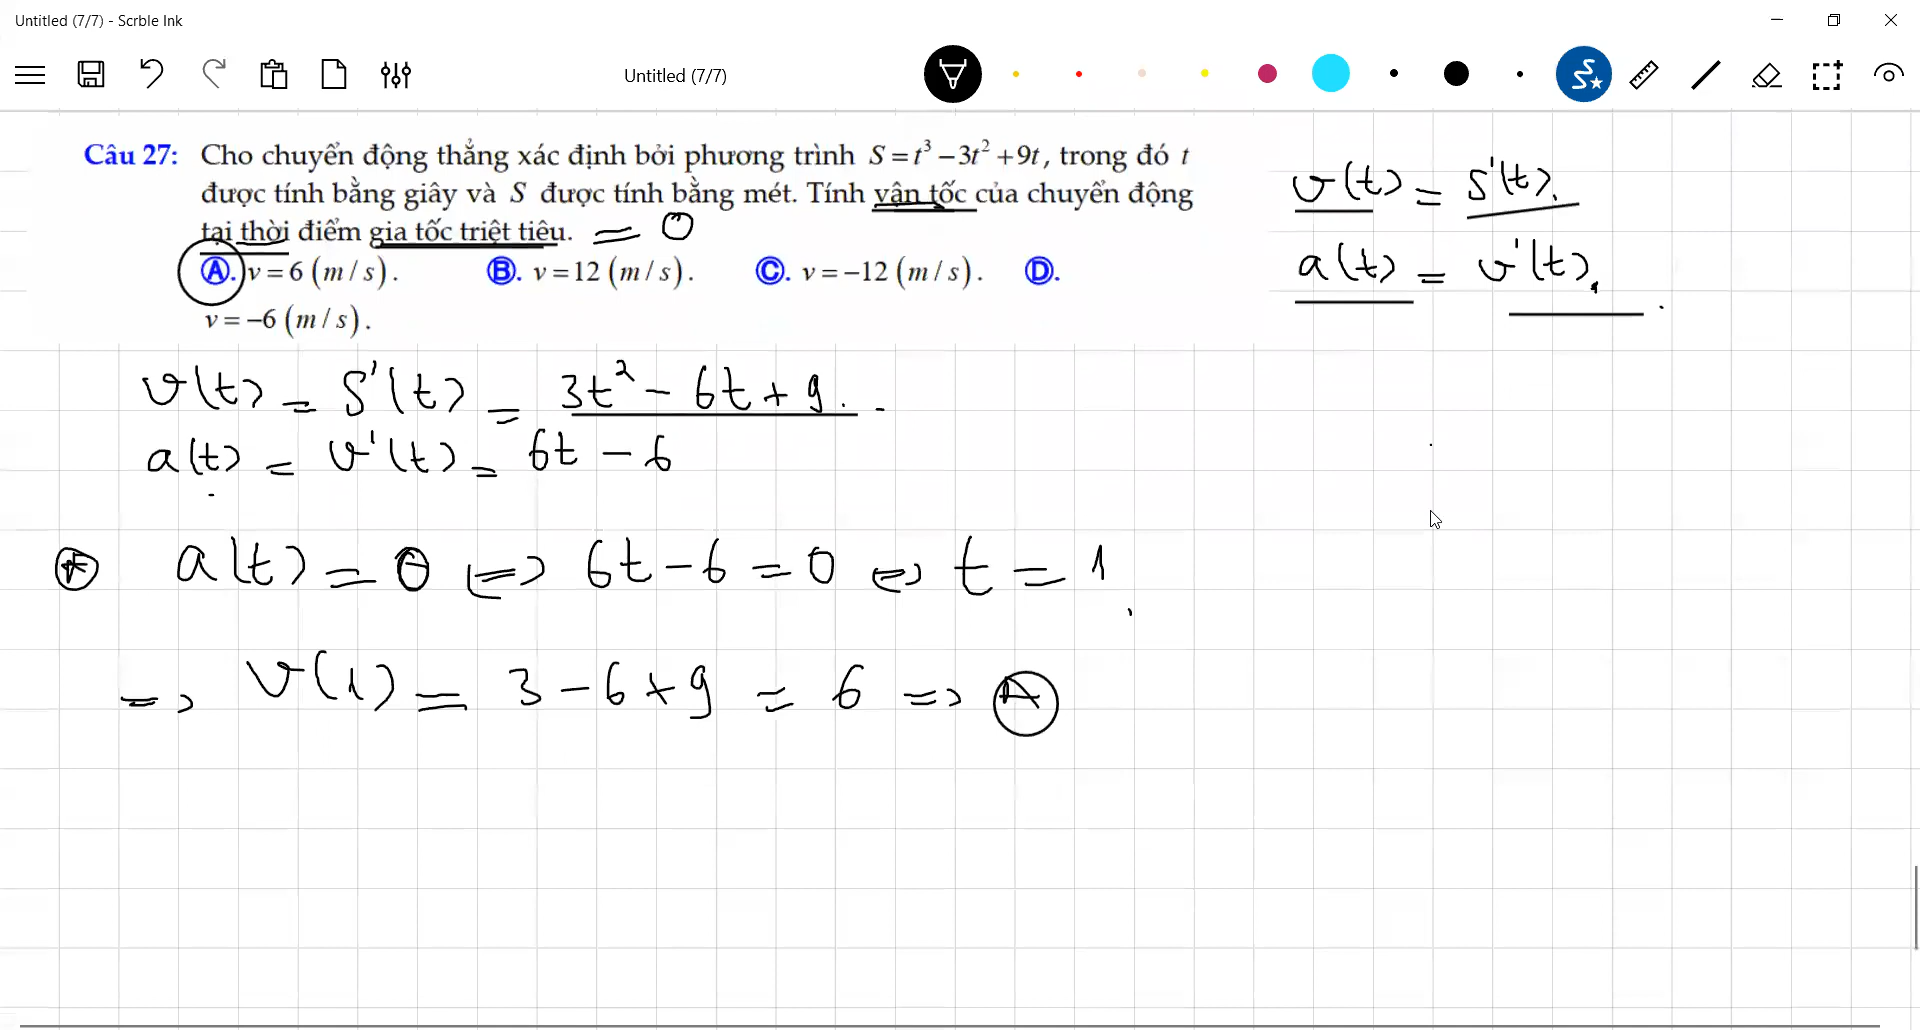 Untitled (7/7) - Scrble Ink
Untitled (7/7)
Câu 27: Cho chuyển động thẳng xác định bởi phương trình S = t³ − 3t² + 9t, trong đó t
được tính bằng giây và S được tính bằng mét. Tính vận tốc của chuyển động
tại thời điểm gia tốc triệt tiêu. = 0
A. v = 6 (m / s). B. v = 12 (m / s). C. v = −12 (m / s). D.
v = −6 (m / s).
v(t) = S'(t).
a(t) = v'(t).
v(t) = S'(t) = 3t² − 6t + 9.
a(t) = v'(t) = 6t − 6
a(t) = 0 <=> 6t − 6 = 0 <=> t = 1
=> v(1) = 3 − 6 + 9 = 6 => A